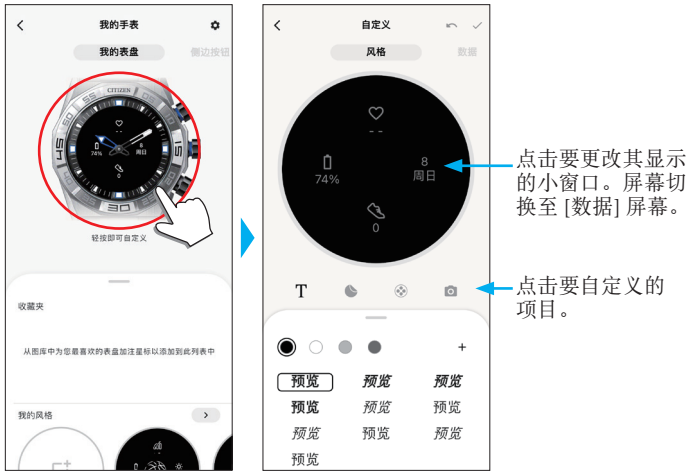 我的手表
我的表盘
侧边按钮
CITIZEN
- -
74%
8
周日
0
轻按即可自定义
收藏夹
从图库中为您最喜欢的表盘加注星标以添加到此列表中
我的风格
自定义
风格
数据
- -
74%
8
周日
0
点击要更改其显示
的小窗口。屏幕切
换至 [数据] 屏幕。
T
点击要自定义的
项目。
+
预览 预览 预览
预览 预览 预览
预览 预览 预览
预览